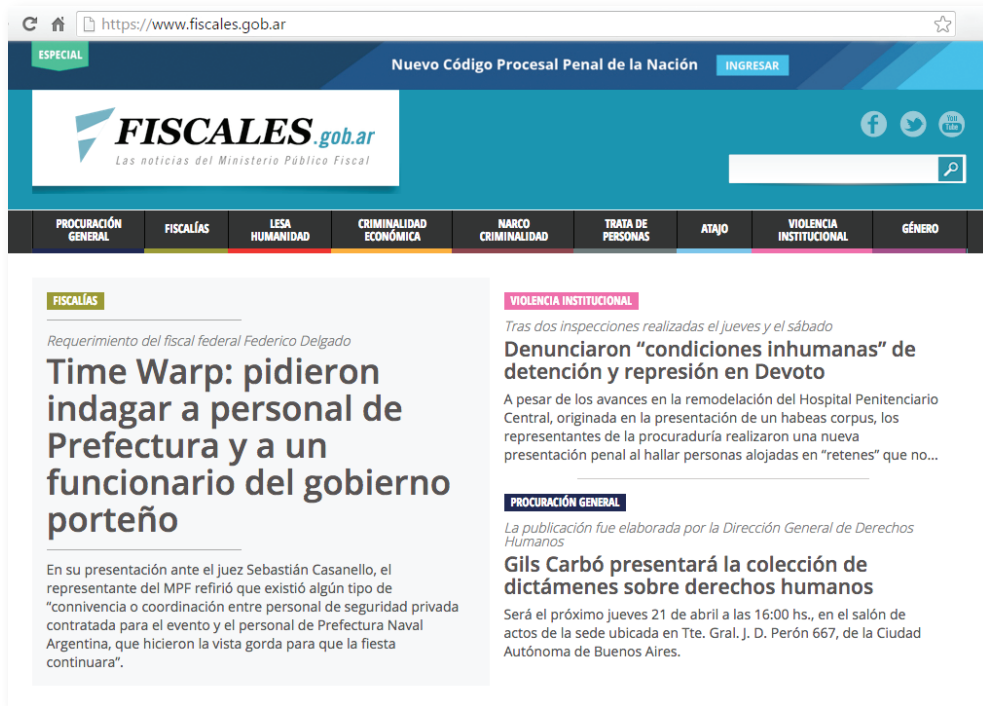 https://www.fiscales.gob.ar
ESPECIAL
Nuevo Código Procesal Penal de la Nación
INGRESAR
FISCALES.gob.ar
Las noticias del Ministerio Público Fiscal
You
Tube
PROCURACIÓN
GENERAL
FISCALÍAS
LESA
HUMANIDAD
CRIMINALIDAD
ECONÓMICA
NARCO
CRIMINALIDAD
TRATA DE
PERSONAS
ATAJO
VIOLENCIA
INSTITUCIONAL
GÉNERO
FISCALÍAS
Requerimiento del fiscal federal Federico Delgado
Time Warp: pidieron
indagar a personal de
Prefectura y a un
funcionario del gobierno
porteño
En su presentación ante el juez Sebastián Casanello, el
representante del MPF refirió que existió algún tipo de
“connivencia o coordinación entre personal de seguridad privada
contratada para el evento y el personal de Prefectura Naval
Argentina, que hicieron la vista gorda para que la fiesta
continuara”.
VIOLENCIA INSTITUCIONAL
Tras dos inspecciones realizadas el jueves y el sábado
Denunciaron “condiciones inhumanas” de
detención y represión en Devoto
A pesar de los avances en la remodelación del Hospital Penitenciario
Central, originada en la presentación de un habeas corpus, los
representantes de la procuraduría realizaron una nueva
presentación penal al hallar personas alojadas en “retenes” que no...
PROCURACIÓN GENERAL
La publicación fue elaborada por la Dirección General de Derechos
Humanos
Gils Carbó presentará la colección de
dictámenes sobre derechos humanos
Será el próximo jueves 21 de abril a las 16:00 hs., en el salón de
actos de la sede ubicada en Tte. Gral. J. D. Perón 667, de la Ciudad
Autónoma de Buenos Aires.